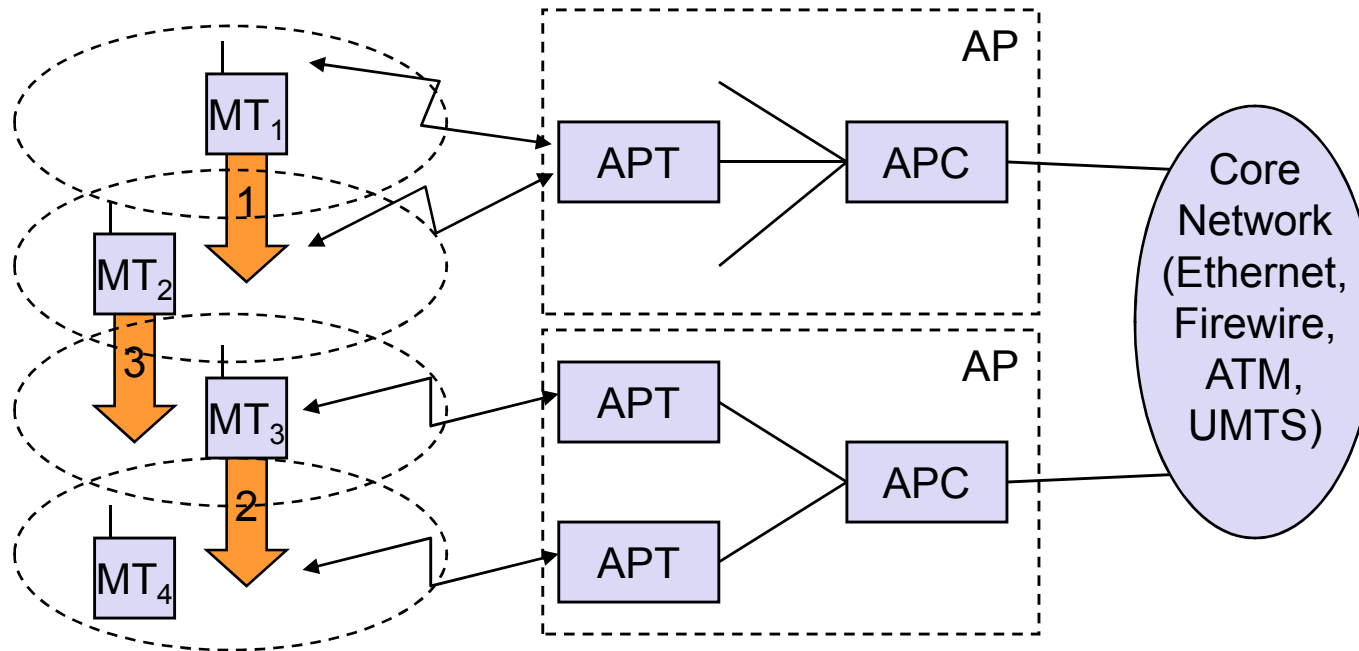 AP
MT₁
APT
APC
1
MT₂
Core
Network
(Ethernet,
Firewire,
ATM,
UMTS)
3
AP
APT
MT₃
APC
2
APT
MT₄